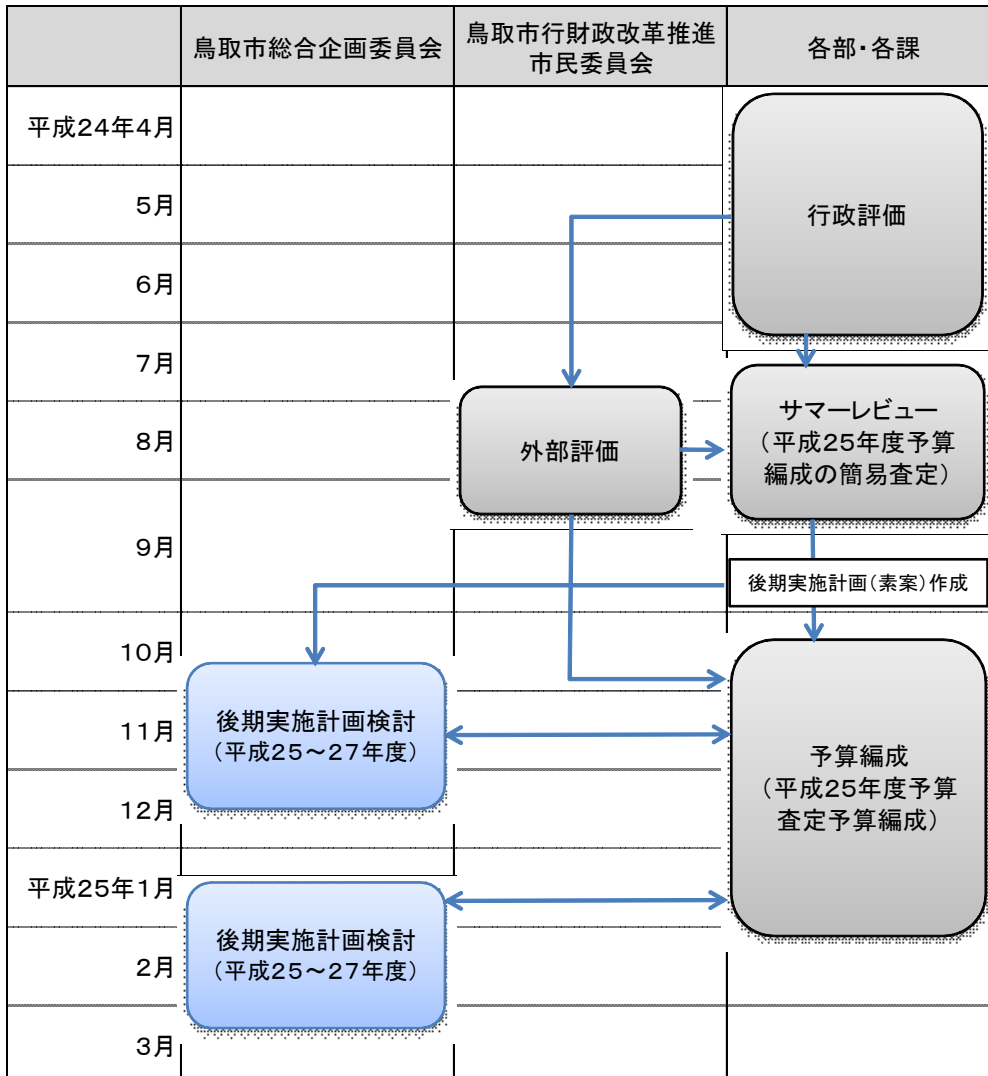 鳥取市総合企画委員会
鳥取市行財政改革推進
市民委員会
各部・各課
平成24年4月
5月
行政評価
6月
7月
サマーレビュー
（平成25年度予算
編成の簡易査定）
8月
外部評価
9月
後期実施計画（素案）作成
10月
後期実施計画検討
（平成25～27年度）
11月
予算編成
（平成25年度予算
査定予算編成）
12月
平成25年1月
後期実施計画検討
（平成25～27年度）
2月
3月